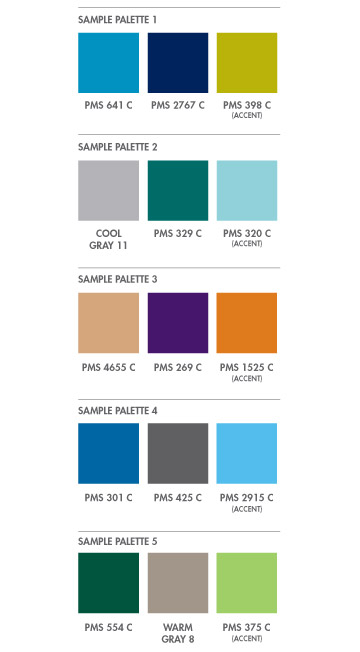 SAMPLE PALETTE 1
PMS 641 C
PMS 2767 C
PMS 398 C
(ACCENT)
SAMPLE PALETTE 2
COOL
GRAY 11
PMS 329 C
PMS 320 C
(ACCENT)
SAMPLE PALETTE 3
PMS 4655 C
PMS 269 C
PMS 1525 C
(ACCENT)
SAMPLE PALETTE 4
PMS 301 C
PMS 425 C
PMS 2915 C
(ACCENT)
SAMPLE PALETTE 5
PMS 554 C
WARM
GRAY 8
PMS 375 C
(ACCENT)